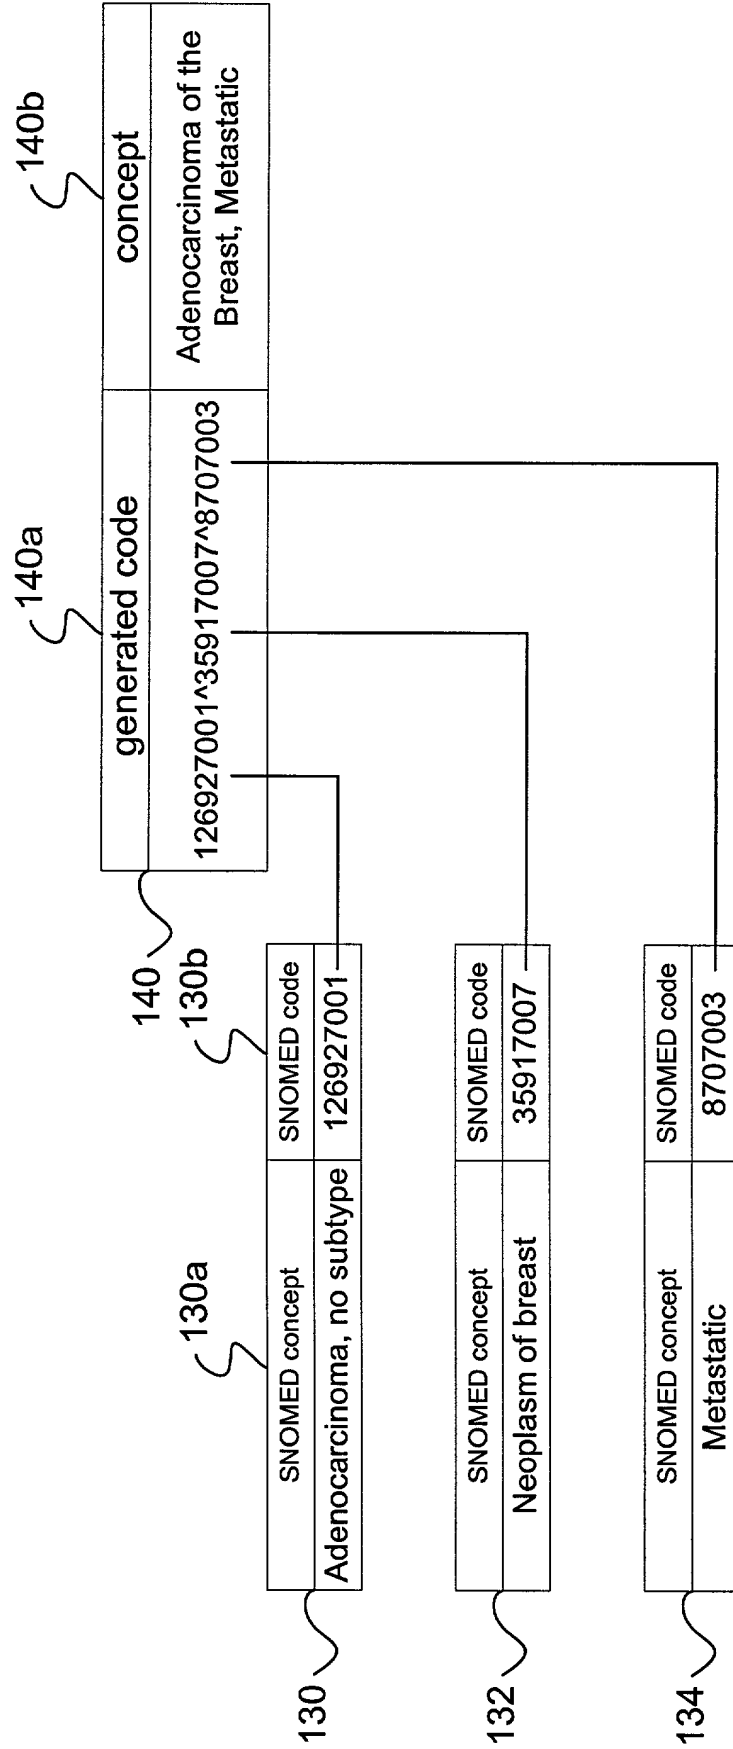 140a
140b
generated code
concept
126927001^35917007^8707003
Adenocarcinoma of the
Breast, Metastatic
140
130a
130b
130
SNOMED concept
SNOMED code
Adenocarcinoma, no subtype
126927001
132
SNOMED concept
SNOMED code
Neoplasm of breast
35917007
134
SNOMED concept
SNOMED code
Metastatic
8707003